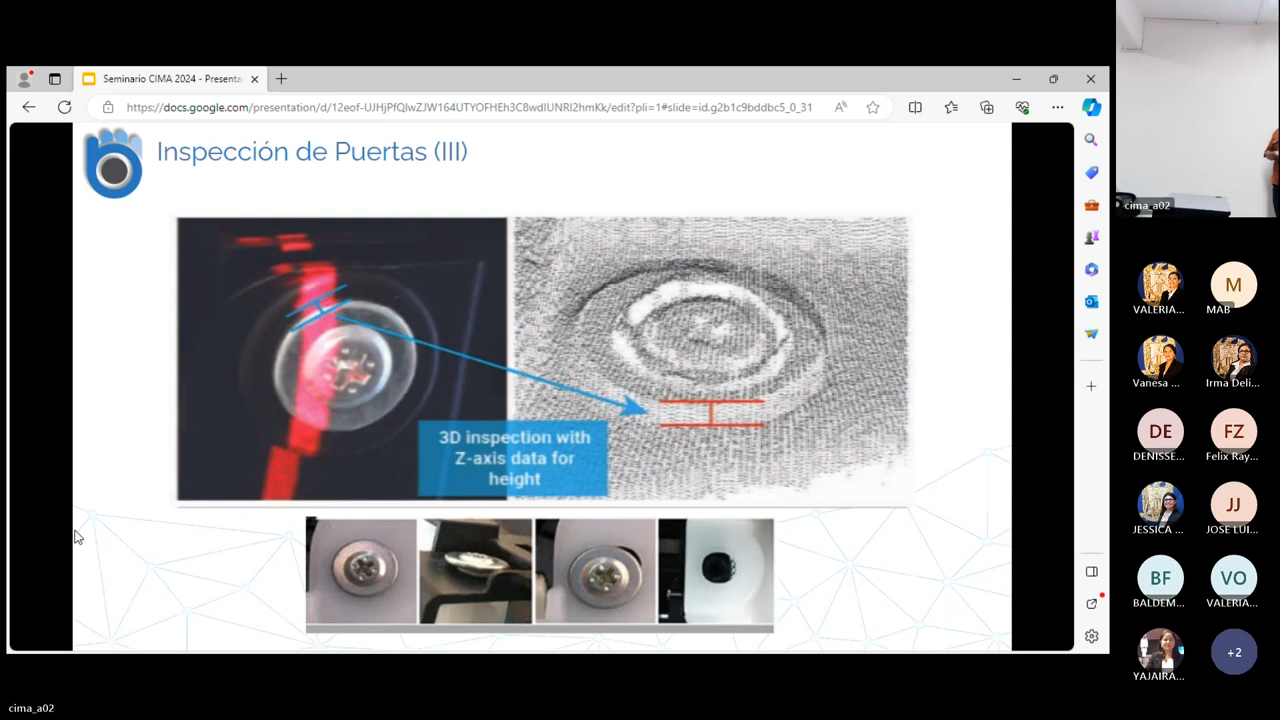 Seminario CIMA 2024 - Presenta
https://docs.google.com/presentation/d/12eof-UJHjPfQlwZJW164UTYOFHEh3C8wdIUNRI2hmKk/edit?pli=1#slide=id.g2b1c9bddbc5_0_31
Inspección de Puertas (III)
3D inspection with
Z-axis data for
height
cima_a02
VALERIA...
M
MAB
Vanesa ...
Irma Deli...
DE
DENISSE...
FZ
Felix Ray...
JESSICA ...
JJ
JOSE LUI...
BF
BALDEM...
VO
VALERIA...
YAJAIRA...
+2
cima_a02